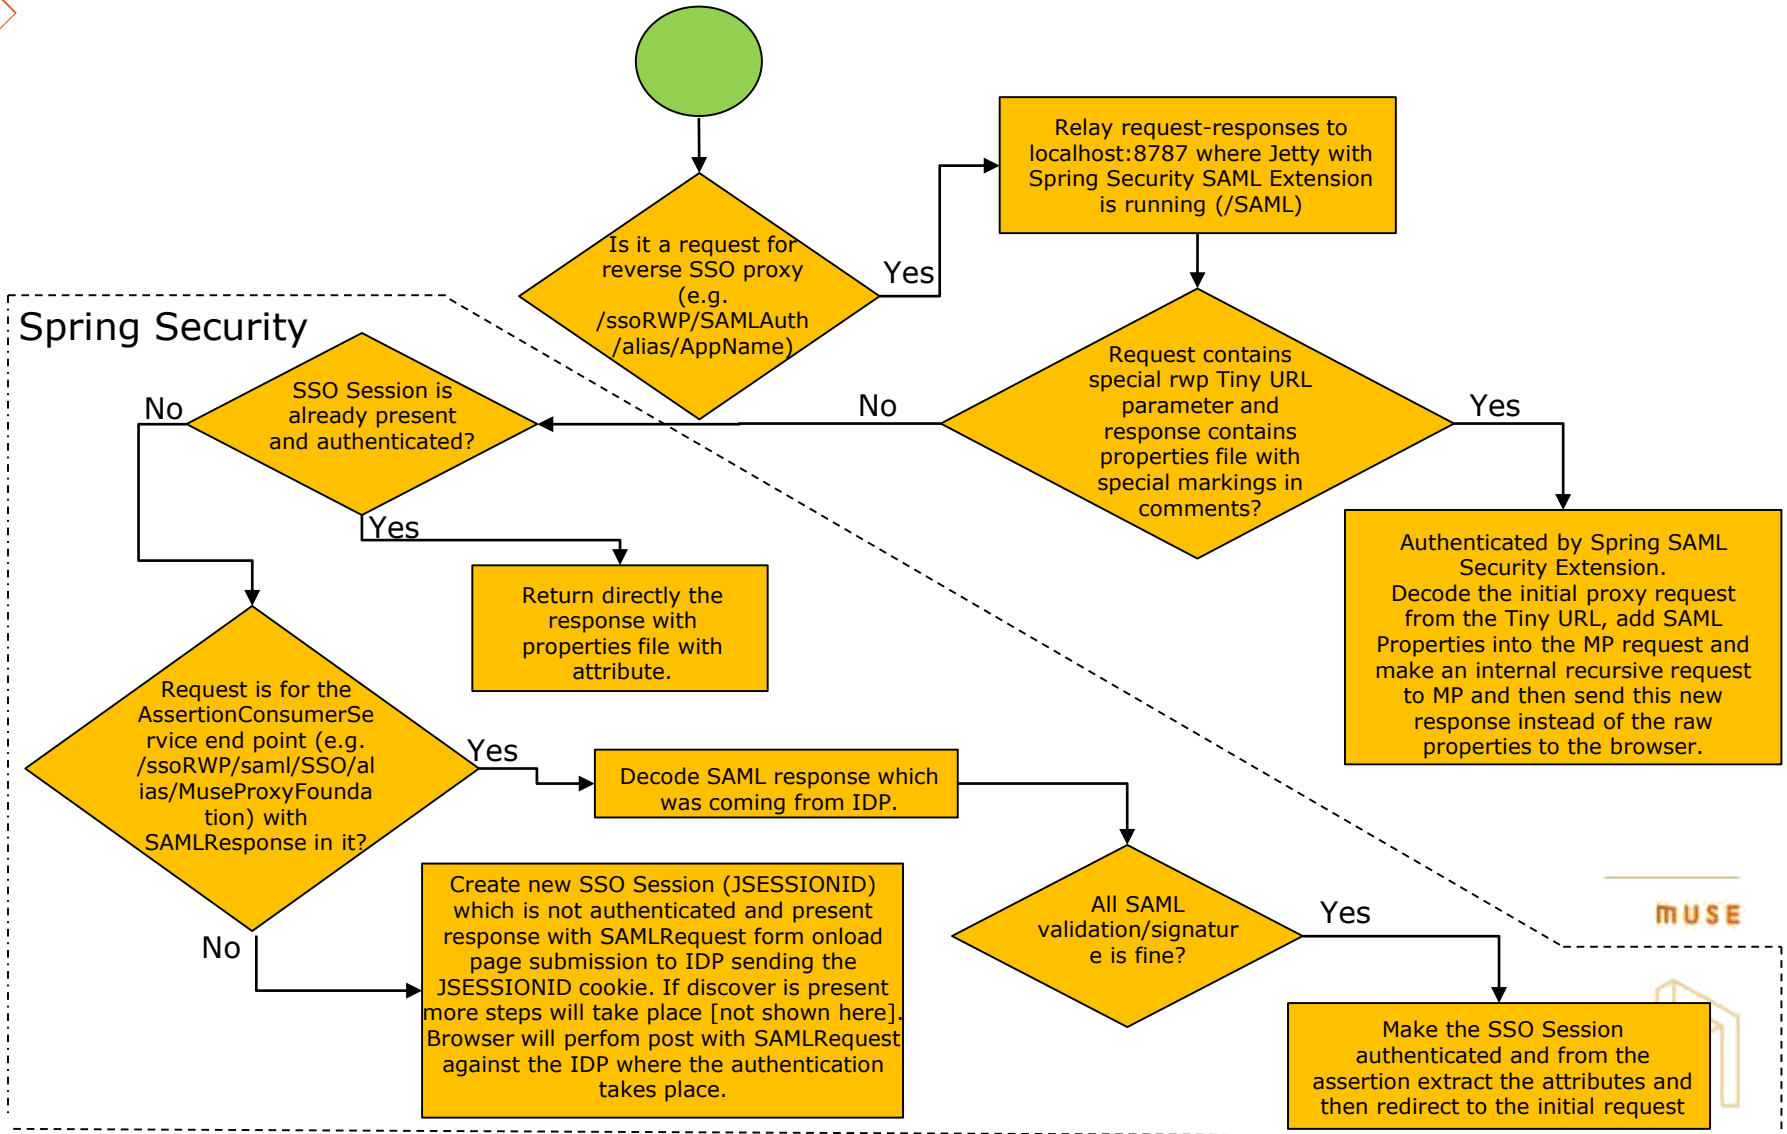 Relay request-responses to
localhost:8787 where Jetty with
Spring Security SAML Extension
is running (/SAML)
Is it a request for
reverse SSO proxy
(e.g.
/ssoRWP/SAMLAuth
/alias/AppName)
Yes
Spring Security
Request contains
special rwp Tiny URL
parameter and
response contains
properties file with
special markings in
comments?
No
Yes
SSO Session is
already present
and authenticated?
No
Yes
Return directly the
response with
properties file with
attribute.
Authenticated by Spring SAML
Security Extension.
Decode the initial proxy request
from the Tiny URL, add SAML
Properties into the MP request and
make an internal recursive request
to MP and then send this new
response instead of the raw
properties to the browser.
Request is for the
AssertionConsumerSe
rvice end point (e.g.
/ssoRWP/saml/SSO/al
ias/MuseProxyFounda
tion) with
SAMLResponse in it?
Yes
Decode SAML response which
was coming from IDP.
No
Create new SSO Session (JSESSIONID)
which is not authenticated and present
response with SAMLRequest form onload
page submission to IDP sending the
JSESSIONID cookie. If discover is present
more steps will take place [not shown here].
Browser will perfom post with SAMLRequest
against the IDP where the authentication
takes place.
All SAML
validation/signatur
e is fine?
Yes
MUSE
Make the SSO Session
authenticated and from the
assertion extract the attributes and
then redirect to the initial request